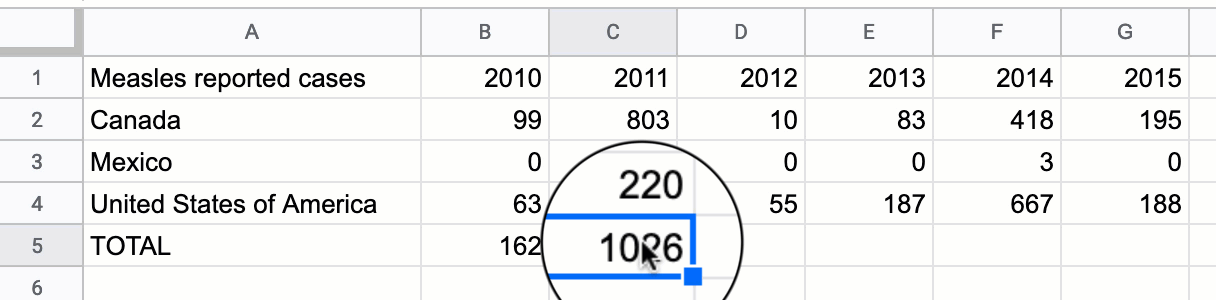 A B C D E F G
1 Measles reported cases 2010 2011 2012 2013 2014 2015
2 Canada 99 803 10 83 418 195
3 Mexico 0 0 0 3 0
4 United States of America 63 220 55 187 667 188
5 TOTAL 162 1026
6